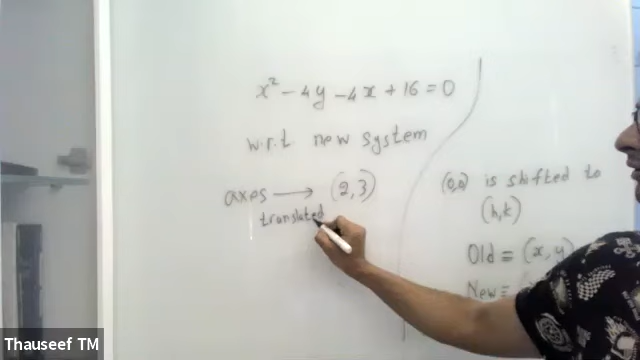 x² - 4y - 4x + 16 = 0
w.r.t. new system
axes → (2,3)
translated
(0,0) is shifted to
(h,k)
Old ≡ (x, y)
New ≡
Thauseef TM